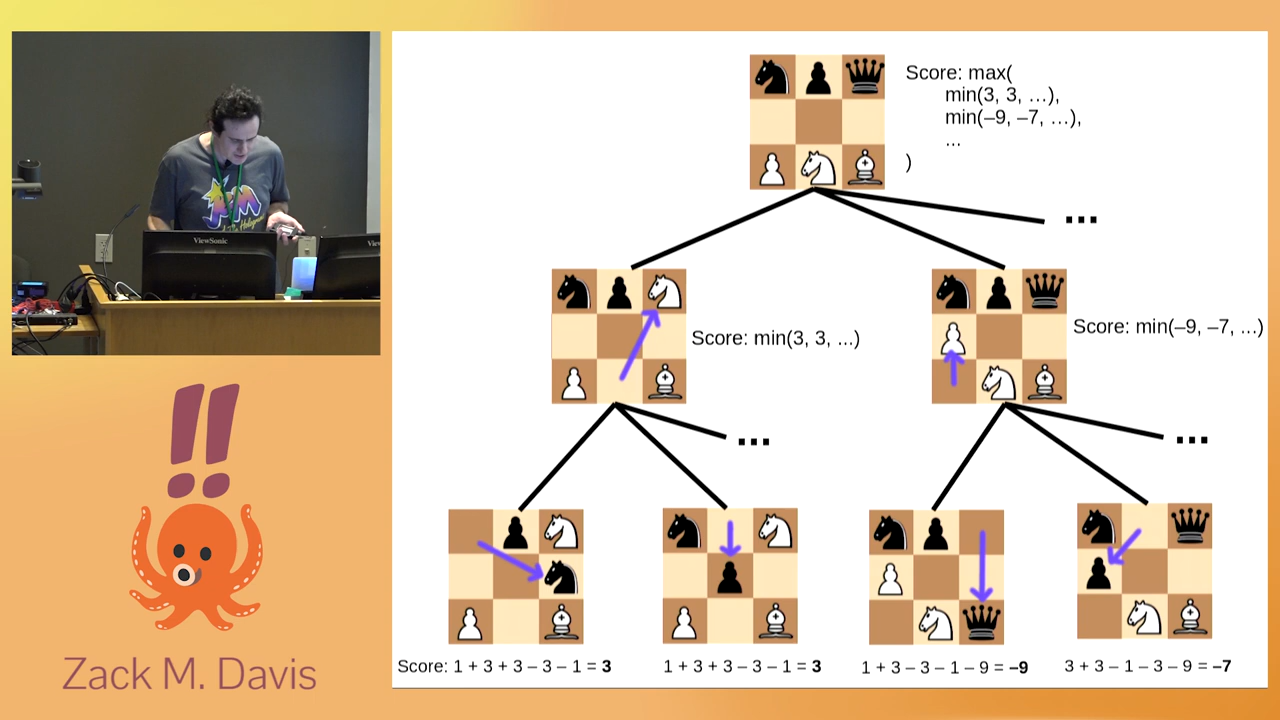 Score: max(
min(3, 3, …),
min(–9, –7, …),
...
)
...
Score: min(3, 3, ...)
Score: min(–9, –7, ...)
...
...
Score: 1 + 3 + 3 – 3 – 1 = 3
1 + 3 + 3 – 3 – 1 = 3
1 + 3 – 3 – 1 – 9 = –9
3 + 3 – 1 – 3 – 9 = –7
ViewSonic
View
!!
Zack M. Davis